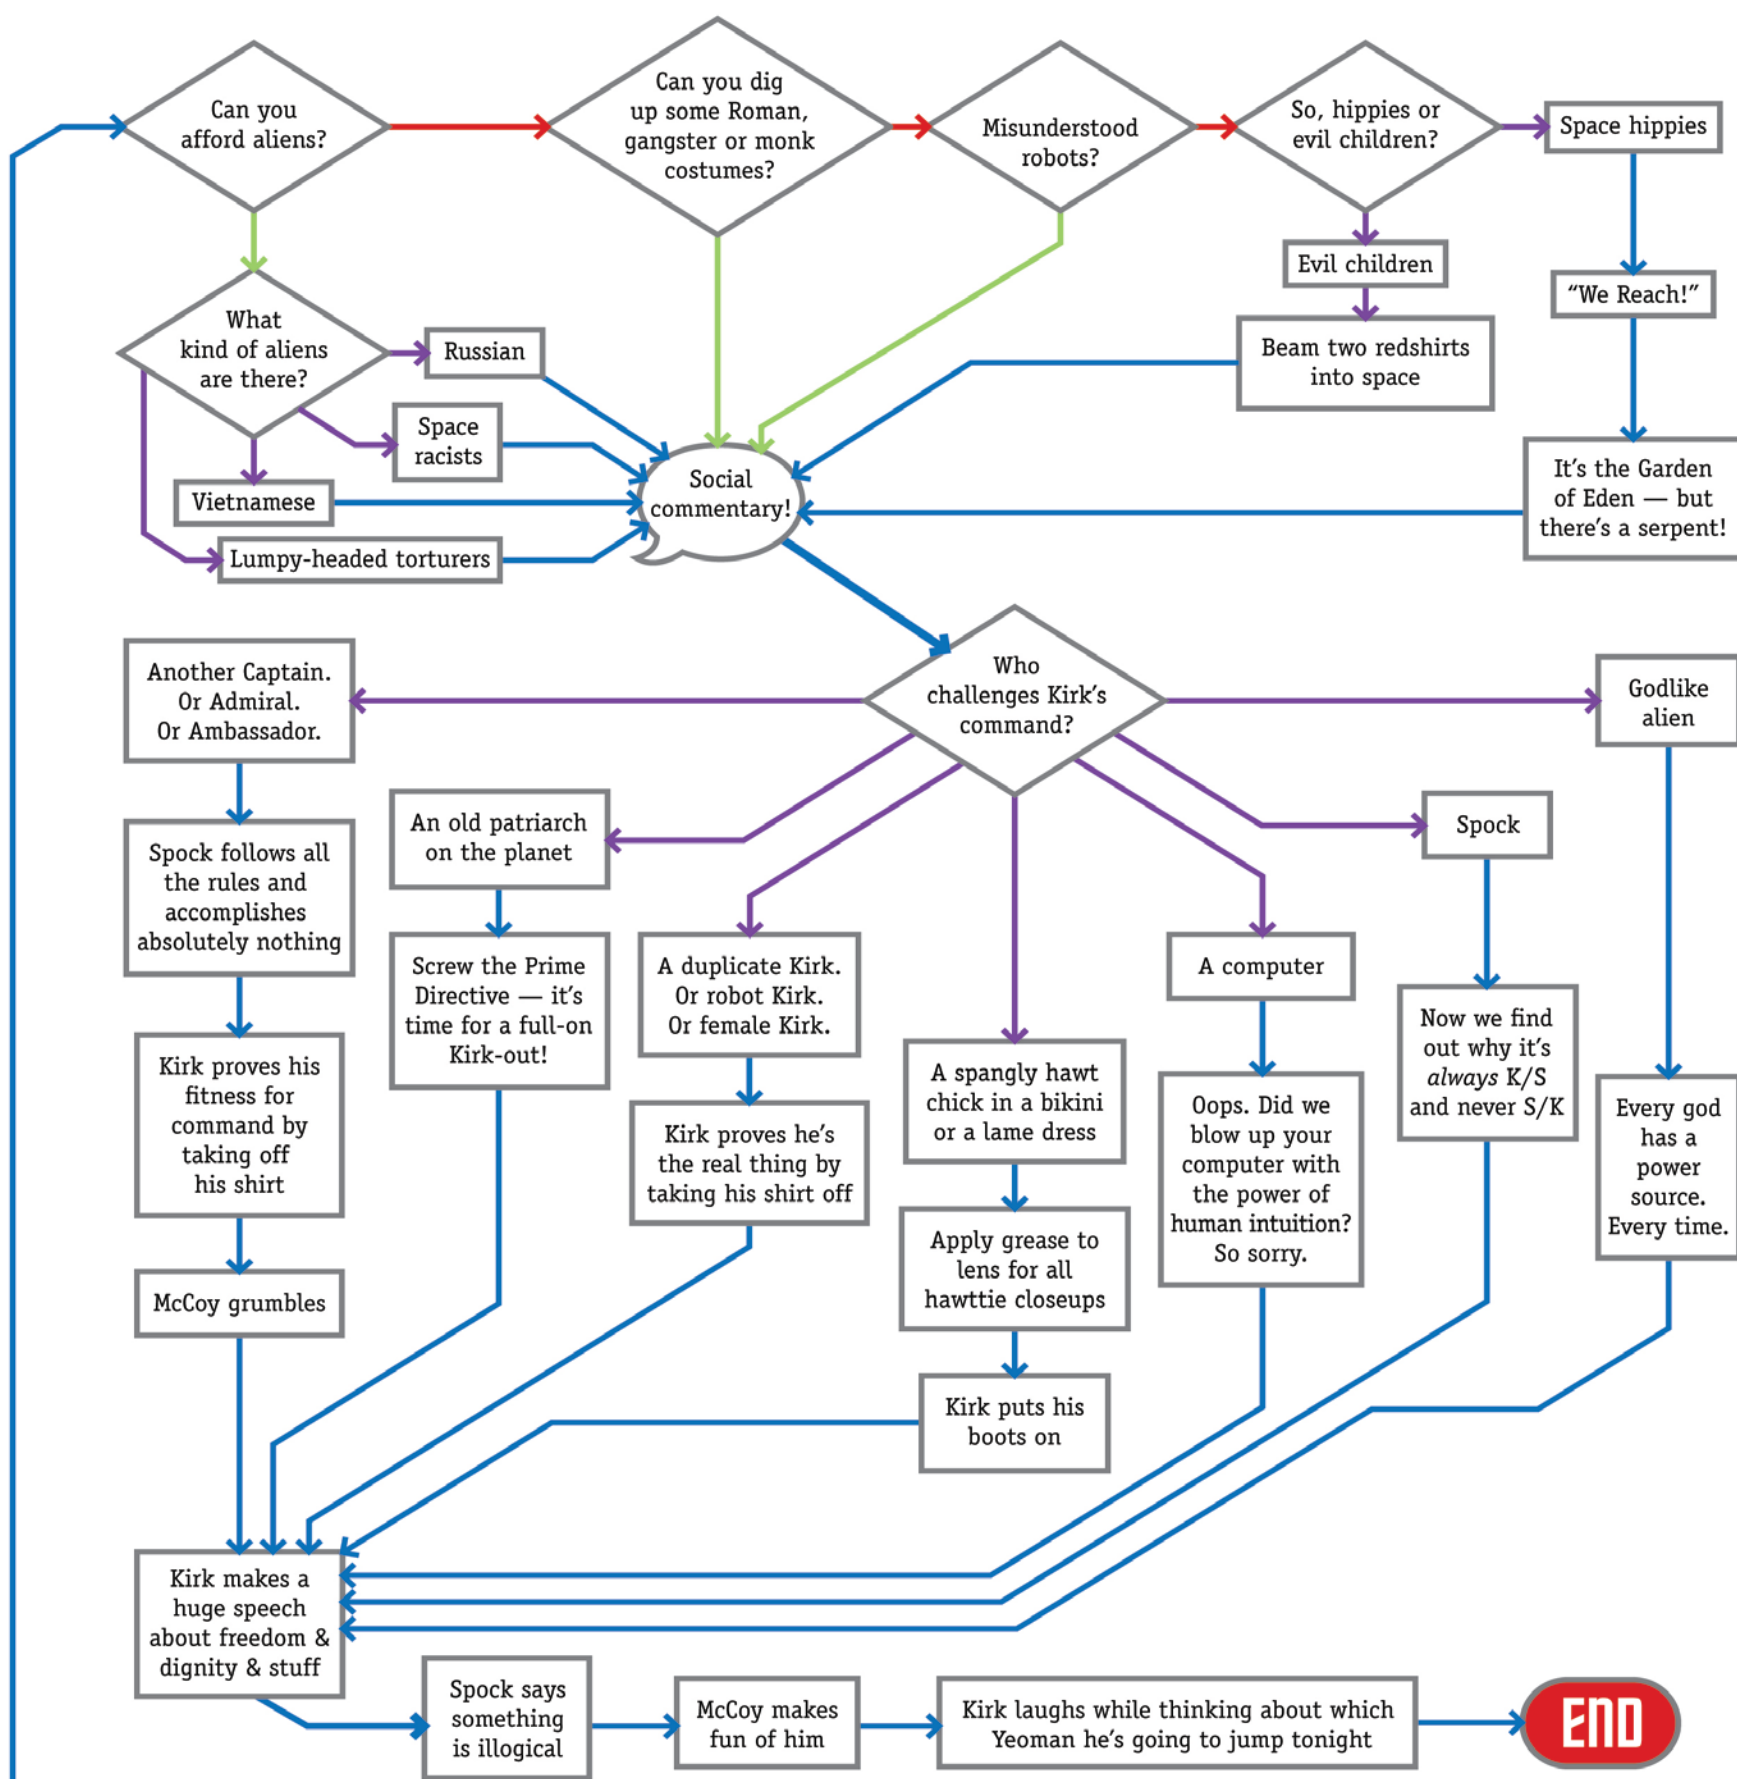 Can you
afford aliens?
Can you dig
up some Roman,
gangster or monk
costumes?
Misunderstood
robots?
So, hippies or
evil children?
Space hippies
Evil children
“We Reach!”
What
kind of aliens
are there?
Russian
Beam two redshirts
into space
Space
racists
Vietnamese
Lumpy-headed torturers
Social
commentary!
It’s the Garden
of Eden — but
there’s a serpent!
Who
challenges Kirk’s
command?
Another Captain.
Or Admiral.
Or Ambassador.
Godlike
alien
An old patriarch
on the planet
Spock
Spock follows all
the rules and
accomplishes
absolutely nothing
Screw the Prime
Directive — it’s
time for a full-on
Kirk-out!
A duplicate Kirk.
Or robot Kirk.
Or female Kirk.
A computer
Now we find
out why it’s
always K/S
and never S/K
Kirk proves his
fitness for
command by
taking off
his shirt
Kirk proves he’s
the real thing by
taking his shirt off
A spangly hawt
chick in a bikini
or a lame dress
Oops. Did we
blow up your
computer with
the power of
human intuition?
So sorry.
Every god
has a
power
source.
Every time.
McCoy grumbles
Apply grease to
lens for all
hawttie closeups
Kirk puts his
boots on
Kirk makes a
huge speech
about freedom &
dignity & stuff
Spock says
something
is illogical
McCoy makes
fun of him
Kirk laughs while thinking about which
Yeoman he’s going to jump tonight
END